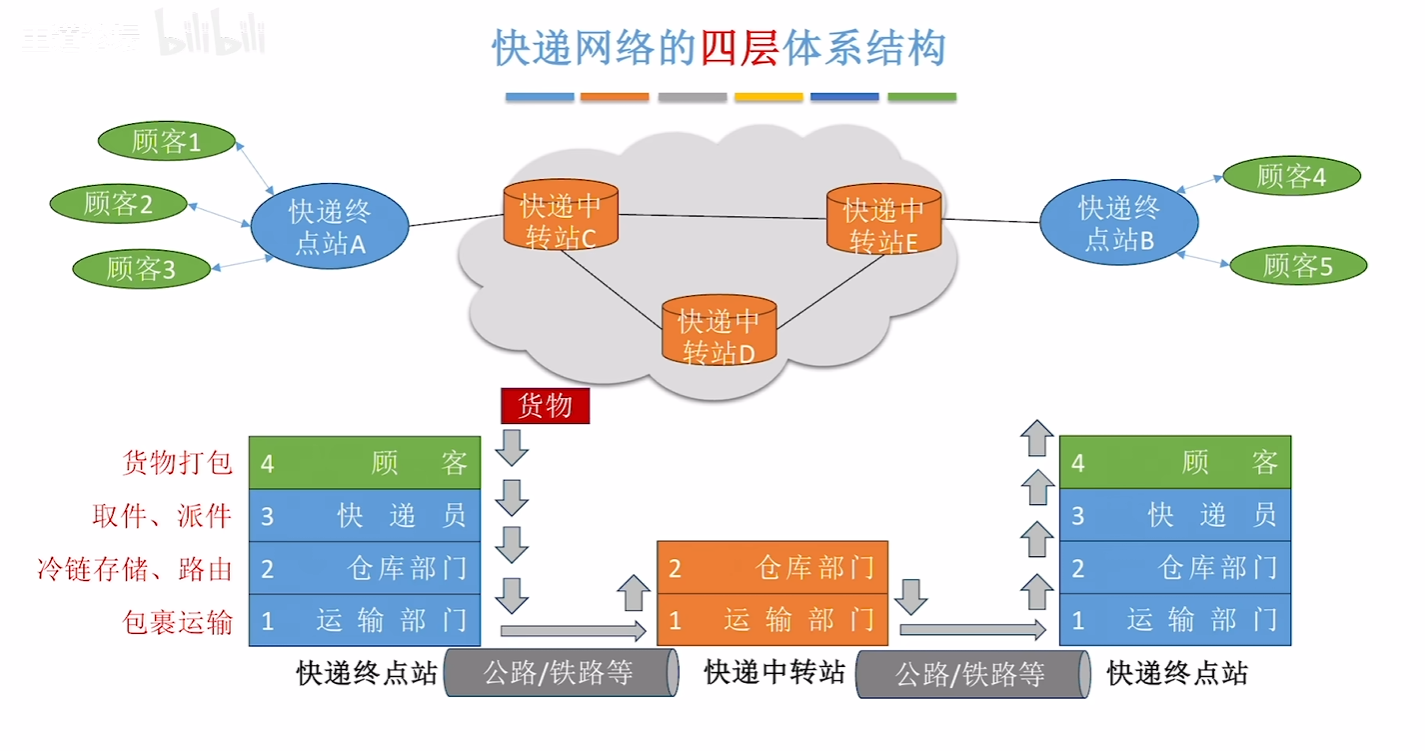 bilibili
快递网络的四层体系结构
顾客1
顾客2
顾客3
快递终
点站A
快递中
转站C
快递中
转站E
快递中
转站D
快递终
点站B
顾客4
顾客5
货物
货物打包
4 顾客
取件、派件
3 快递员
冷链存储、路由
2 仓库部门
包裹运输
1 运输部门
快递终点站
公路/铁路等
2 仓库部门
1 运输部门
快递中转站
公路/铁路等
4 顾客
3 快递员
2 仓库部门
1 运输部门
快递终点站